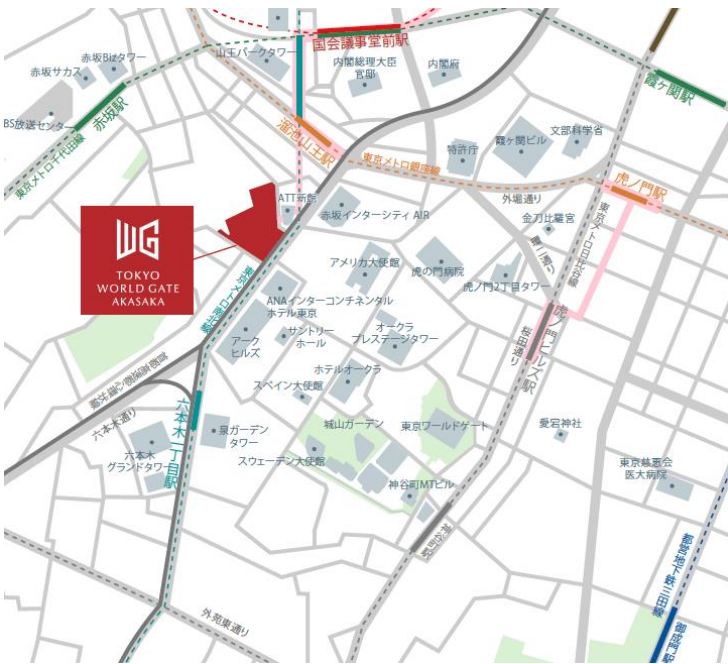 国会議事堂前駅
山王パークタワー
赤坂Bizタワー
赤坂サカス
内閣総理大臣
官邸
内閣府
霞ヶ関駅
BS放送センター
赤坂駅
東京メトロ千代田線
溜池山王駅
東京メトロ銀座線
特許庁
霞ヶ関ビル
文部科学省
虎ノ門駅
外堀通り
金刀比羅宮
東京メトロ日比谷線
ATT新館
赤坂インターシティ AIR
WG
TOKYO
WORLD GATE
AKASAKA
アメリカ大使館
虎の門病院
虎ノ門2丁目タワー
東京メトロ南北線
ANAインターコンチネンタル
ホテル東京
アーク
ヒルズ
サントリー
ホール
オークラ
プレステージタワー
虎ノ門ヒルズ駅
桜田通り
スペイン大使館
ホテルオークラ
六本木通り
六本木一丁目駅
泉ガーデン
タワー
城山ガーデン
東京ワールドゲート
愛宕神社
六本木
グランドタワー
スウェーデン大使館
神谷町MTビル
東京慈恵会
医大病院
神谷町駅
都営地下鉄三田線
御成門駅
外苑東通り